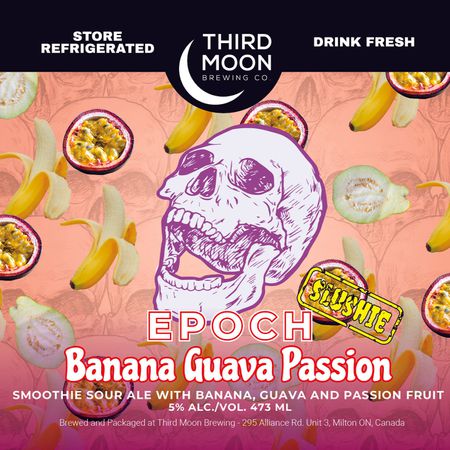 STORE
REFRIGERATED
THIRD
MOON
BREWING CO.
DRINK FRESH
SLUSHIE
EPOCH
Banana Guava Passion
SMOOTHIE SOUR ALE WITH BANANA, GUAVA AND PASSION FRUIT
5% ALC./VOL. 473 ML
Brewed and Packaged at Third Moon Brewing - 295 Alliance Rd. Unit 3, Milton ON, Canada